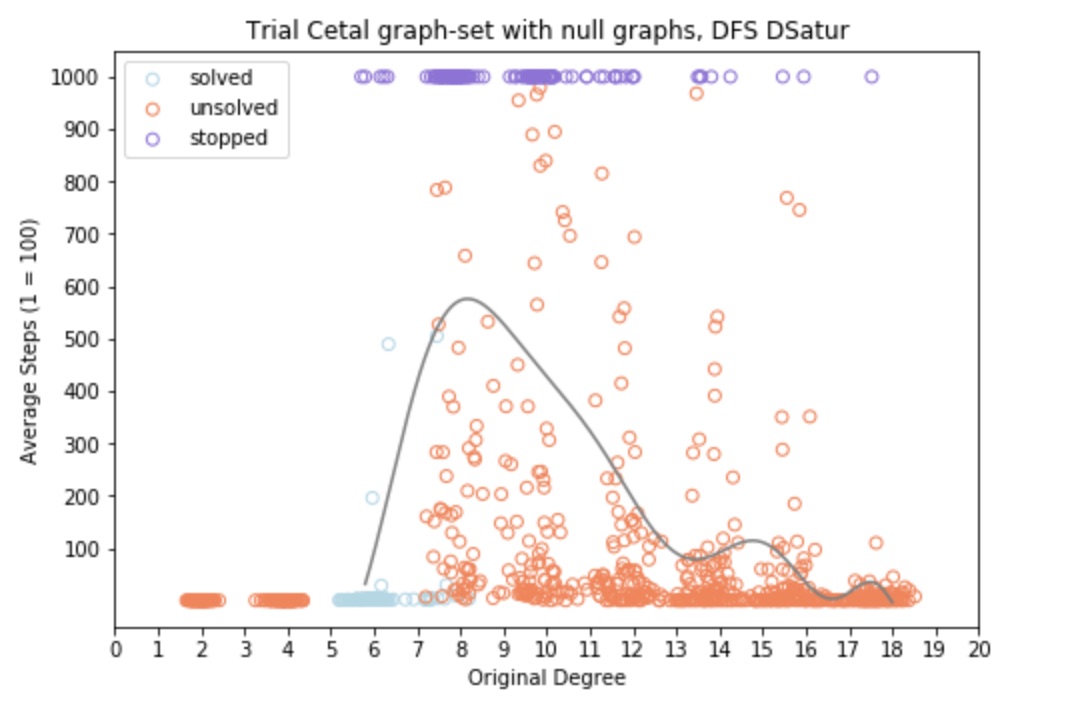 Trial Cetal graph-set with null graphs, DFS DSatur
solved
unsolved
stopped
Average Steps (1 = 100)
1000
900
800
700
600
500
400
300
200
100
0 1 2 3 4 5 6 7 8 9 10 11 12 13 14 15 16 17 18 19 20
Original Degree